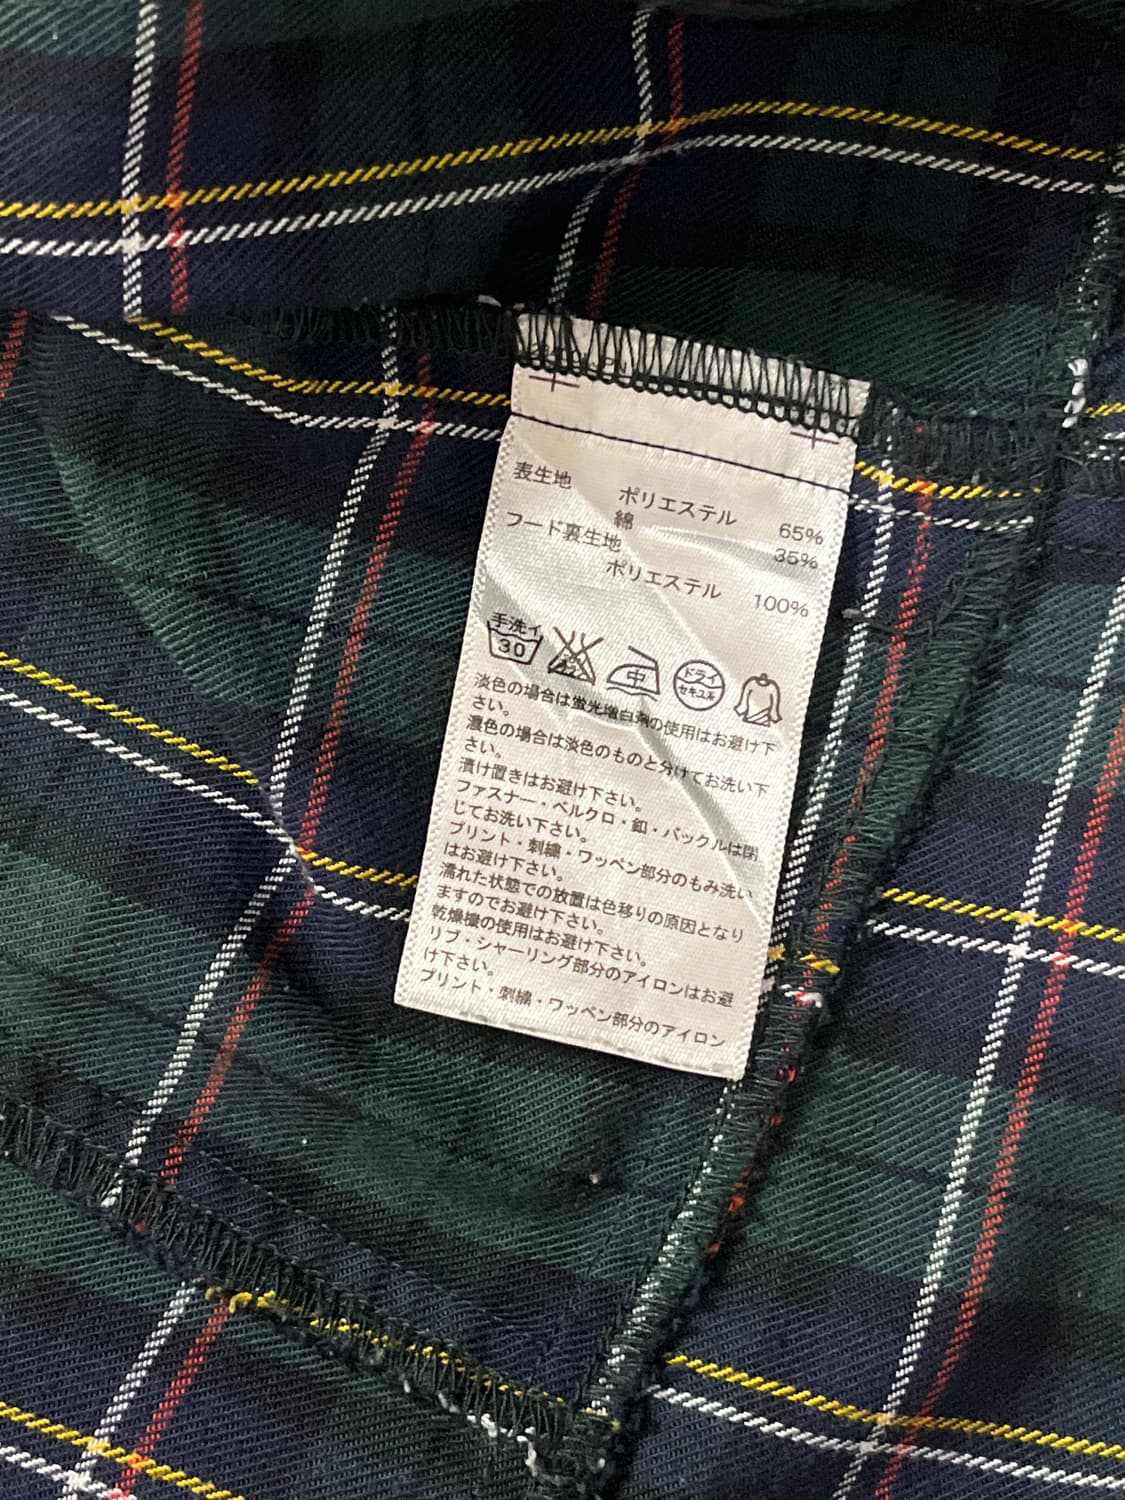 表生地
ポリエステル 65%
綿 35%
フード裏生地
ポリエステル 100%
手洗イ
30
中
ドライ
セキユ系
淡色の場合は蛍光増白剤の使用はお避け下
さい。
濃色の場合は淡色のものと分けてお洗い下
さい。
漬け置きはお避け下さい。
ファスナー・ベルクロ・釦・バックルは閉
じてお洗い下さい。
プリント・刺繍・ワッペン部分のもみ洗い
はお避け下さい。
濡れた状態での放置は色移りの原因となり
ますのでお避け下さい。
乾燥機の使用はお避け下さい。
リブ・シャーリング部分のアイロンはお避
け下さい。
プリント・刺繍・ワッペン部分のアイロン